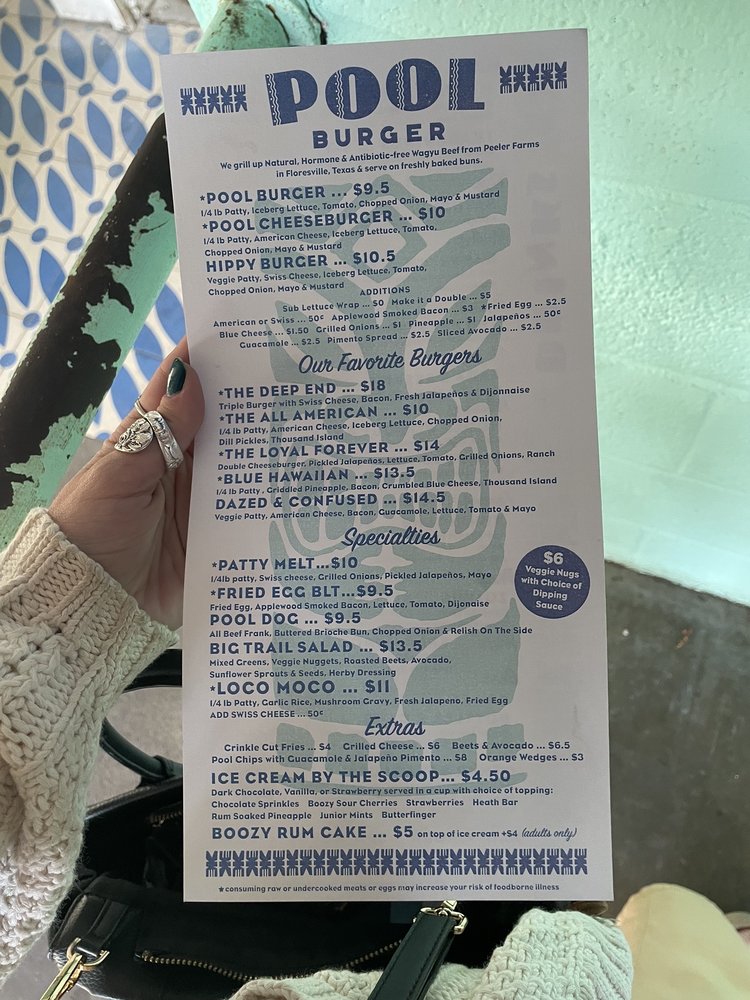 POOL
BURGER
We grill up Natural, Hormone & Antibiotic-free Wagyu Beef from Peeler Farms
in Floresville, Texas & serve on freshly baked buns.
*POOL BURGER ... $9.5
1/4 lb Patty, Iceberg Lettuce, Tomato, Chopped Onion, Mayo & Mustard
*POOL CHEESEBURGER ... $10
1/4 lb Patty, American Cheese, Iceberg Lettuce, Tomato,
Chopped Onion, Mayo & Mustard
HIPPY BURGER ... $10.5
Veggie Patty, Swiss Cheese, Iceberg Lettuce, Tomato,
Chopped Onion, Mayo & Mustard
ADDITIONS
Sub Lettuce Wrap ... $0 Make it a Double ... $5
American or Swiss ... 50¢ Applewood Smoked Bacon ... $3 *Fried Egg ... $2.5
Blue Cheese ... $1.50 Grilled Onions ... $1 Pineapple ... $1 Jalapeños ... 50¢
Guacamole ... $2.5 Pimento Spread ... $2.5 Sliced Avocado ... $2.5
Our Favorite Burgers
*THE DEEP END ... $18
Triple Burger with Swiss Cheese, Bacon, Fresh Jalapeños & Dijonnaise
*THE ALL AMERICAN ... $10
1/4 lb Patty, American Cheese, Iceberg Lettuce, Chopped Onion,
Dill Pickles, Thousand Island
*THE LOYAL FOREVER ... $14
Double Cheeseburger, Pickled Jalapeños, Lettuce, Tomato, Grilled Onions, Ranch
*BLUE HAWAIIAN ... $13.5
1/4 lb Patty, Griddled Pineapple, Bacon, Crumbled Blue Cheese, Thousand Island
DAZED & CONFUSED ... $14.5
Veggie Patty, American Cheese, Bacon, Guacamole, Lettuce, Tomato & Mayo
Specialties
*PATTY MELT...$10
1/4lb patty, Swiss cheese, Grilled Onions, Pickled Jalapeños, Mayo
*FRIED EGG BLT...$9.5
Fried Egg, Applewood Smoked Bacon, Lettuce, Tomato, Dijonaise
POOL DOG ... $9.5
All Beef Frank, Buttered Brioche Bun, Chopped Onion & Relish On The Side
BIG TRAIL SALAD ... $13.5
Mixed Greens, Veggie Nuggets, Roasted Beets, Avocado,
Sunflower Sprouts & Seeds, Herby Dressing
*LOCO MOCO ... $11
1/4 lb Patty, Garlic Rice, Mushroom Gravy, Fresh Jalapeno, Fried Egg
ADD SWISS CHEESE ... 50¢
$6
Veggie Nugs
with Choice of
Dipping
Sauce
Extras
Crinkle Cut Fries ... $4 Grilled Cheese ... $6 Beets & Avocado ... $6.5
Pool Chips with Guacamole & Jalapeño Pimento ... $8 Orange Wedges ... $3
ICE CREAM BY THE SCOOP... $4.50
Dark Chocolate, Vanilla, or Strawberry served in a cup with choice of topping:
Chocolate Sprinkles Boozy Sour Cherries Strawberries Heath Bar
Rum Soaked Pineapple Junior Mints Butterfinger
BOOZY RUM CAKE ... $5 on top of ice cream +$4 (adults only)
*consuming raw or undercooked meats or eggs may increase your risk of foodborne illness